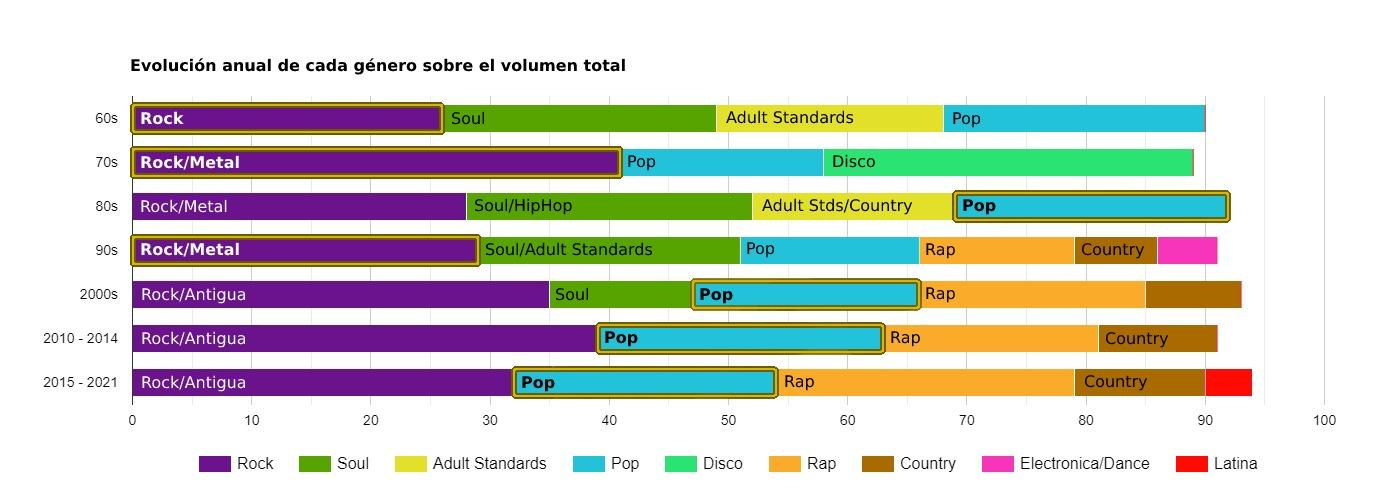 Evolución anual de cada género sobre el volumen total
60s Rock Soul Adult Standards Pop
70s Rock/Metal Pop Disco
80s Rock/Metal Soul/HipHop Adult Stds/Country Pop
90s Rock/Metal Soul/Adult Standards Pop Rap Country
2000s Rock/Antigua Soul Pop Rap
2010 - 2014 Rock/Antigua Pop Rap Country
2015 - 2021 Rock/Antigua Pop Rap Country
0 10 20 30 40 50 60 70 80 90 100
Rock Soul Adult Standards Pop Disco Rap Country Electronica/Dance Latina